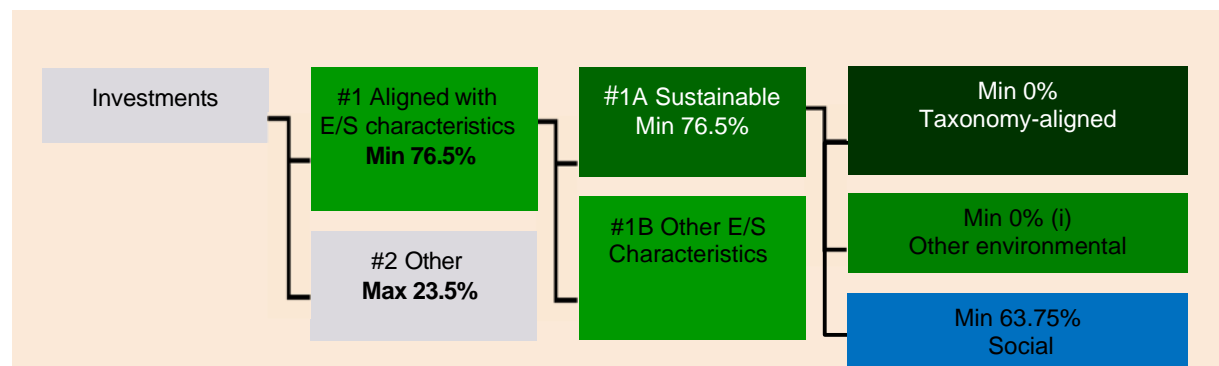 Investments
#1 Aligned with
E/S characteristics
Min 76.5%
#2 Other
Max 23.5%
#1A Sustainable
Min 76.5%
#1B Other E/S
Characteristics
Min 0%
Taxonomy-aligned
Min 0% (i)
Other environmental
Min 63.75%
Social